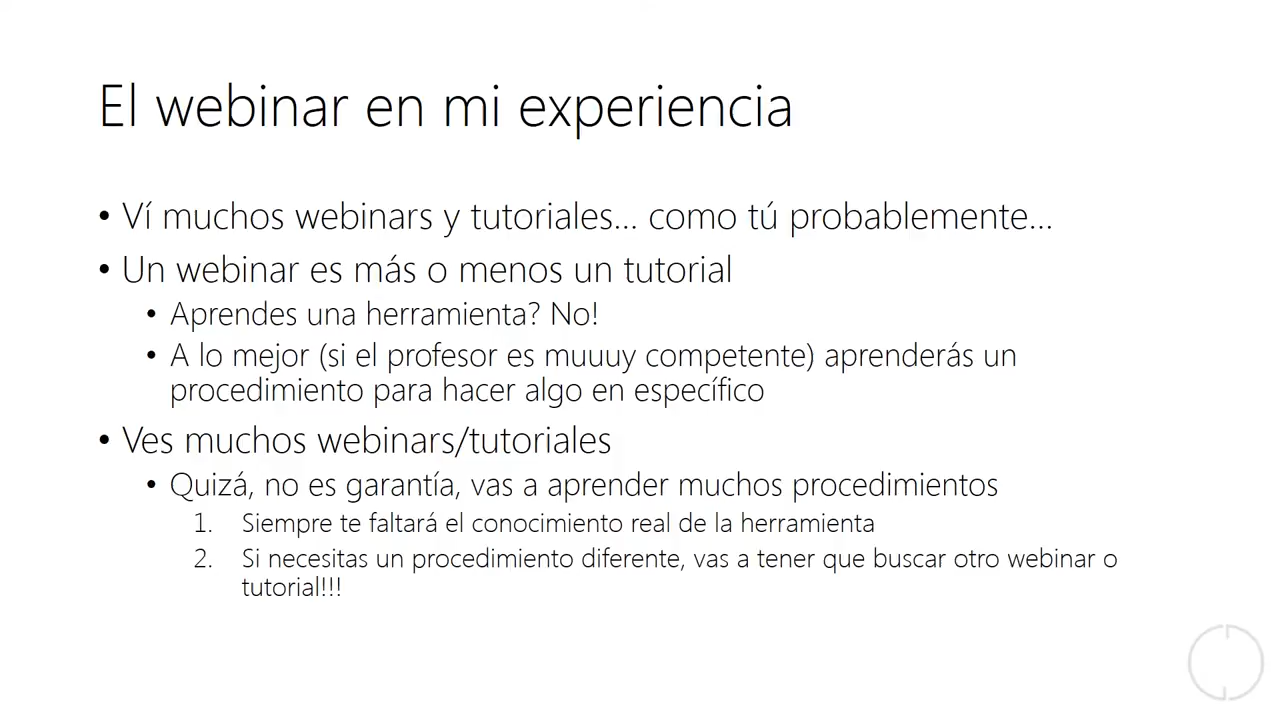 El webinar en mi experiencia
• Ví muchos webinars y tutoriales... como tú probablemente...
• Un webinar es más o menos un tutorial
• Aprendes una herramienta? No!
• A lo mejor (si el profesor es muuuy competente) aprenderás un
procedimiento para hacer algo en específico
• Ves muchos webinars/tutoriales
• Quizá, no es garantía, vas a aprender muchos procedimientos
1. Siempre te faltará el conocimiento real de la herramienta
2. Si necesitas un procedimiento diferente, vas a tener que buscar otro webinar o
tutorial!!!